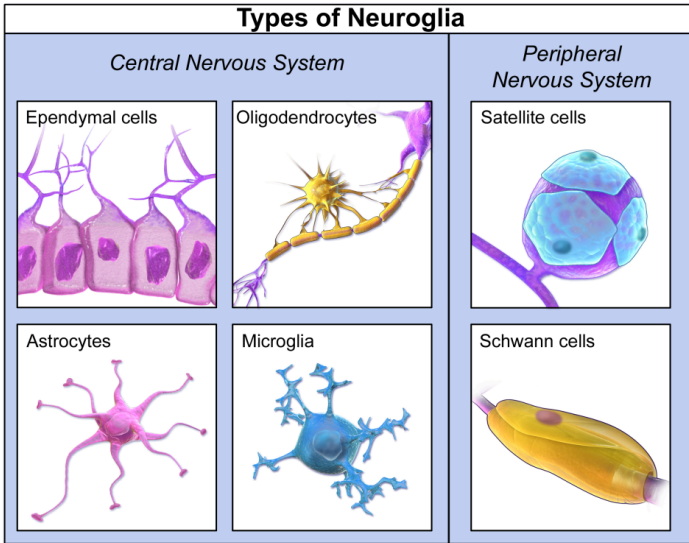 Types of Neuroglia
Central Nervous System
Peripheral
Nervous System
Ependymal cells
Oligodendrocytes
Satellite cells
Astrocytes
Microglia
Schwann cells